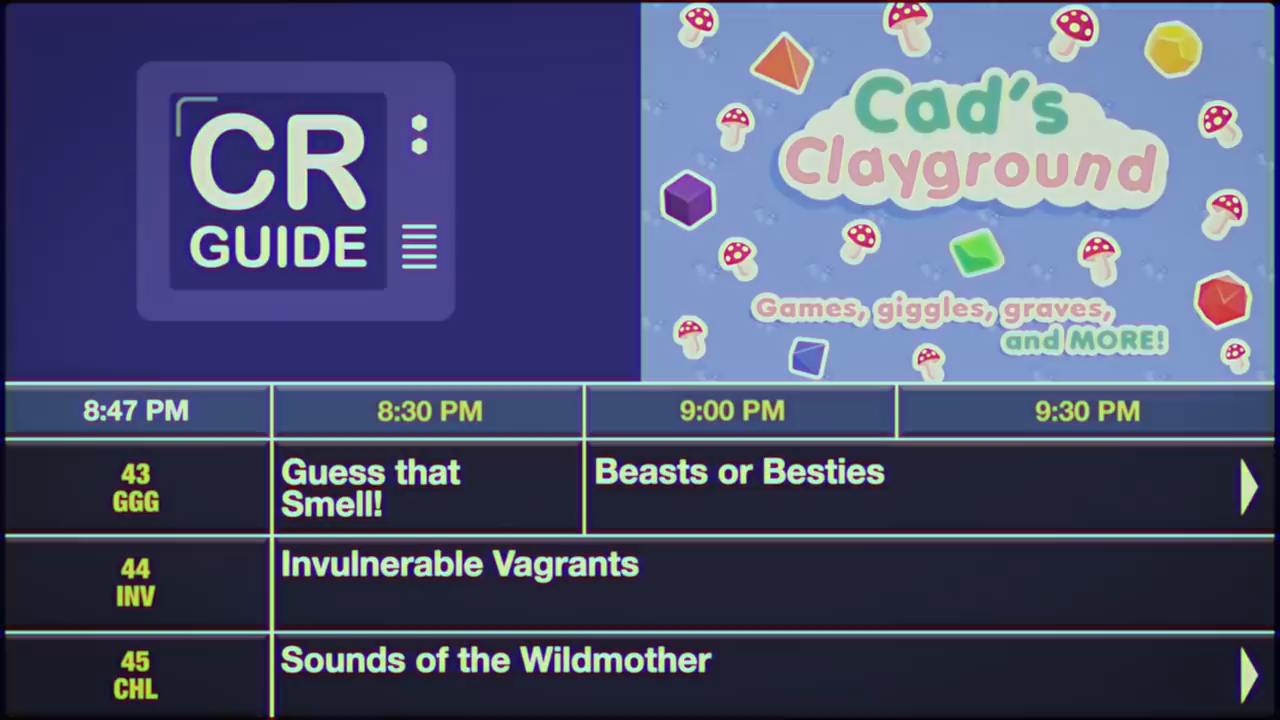 CR
GUIDE
Cad's
Clayground
Games, giggles, graves,
and MORE!
8:47 PM
8:30 PM
9:00 PM
9:30 PM
43
GGG
Guess that
Smell!
Beasts or Besties
44
INV
Invulnerable Vagrants
45
CHL
Sounds of the Wildmother